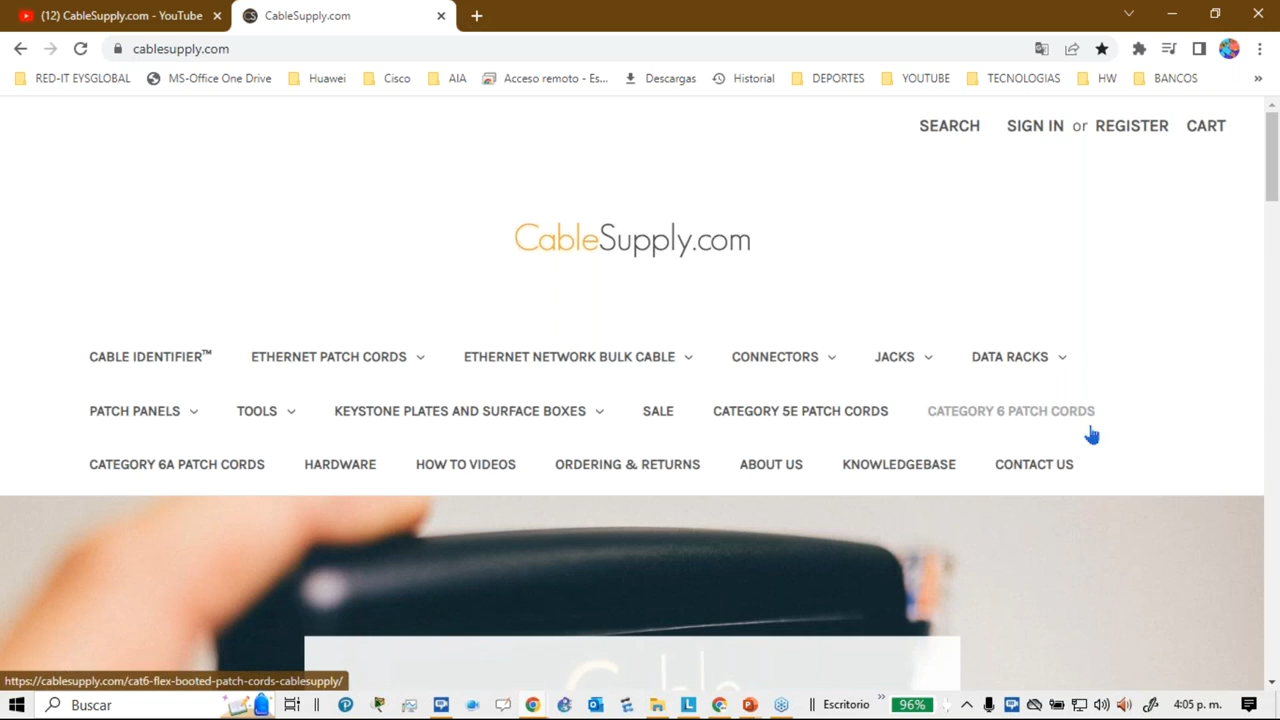 (12) CableSupply.com - YouTube
CableSupply.com
cablesupply.com
RED-IT EYSGLOBAL MS-Office One Drive Huawei Cisco AIA Acceso remoto - Es... Descargas Historial DEPORTES YOUTUBE TECNOLOGIAS HW BANCOS »
SEARCH SIGN IN or REGISTER CART
CableSupply.com
CABLE IDENTIFIER™ ETHERNET PATCH CORDS ETHERNET NETWORK BULK CABLE CONNECTORS JACKS DATA RACKS
PATCH PANELS TOOLS KEYSTONE PLATES AND SURFACE BOXES SALE CATEGORY 5E PATCH CORDS CATEGORY 6 PATCH CORDS
CATEGORY 6A PATCH CORDS HARDWARE HOW TO VIDEOS ORDERING & RETURNS ABOUT US KNOWLEDGEBASE CONTACT US
https://cablesupply.com/cat6-flex-booted-patch-cords-cablesupply/
Buscar Escritorio » 96% 4:05 p. m.